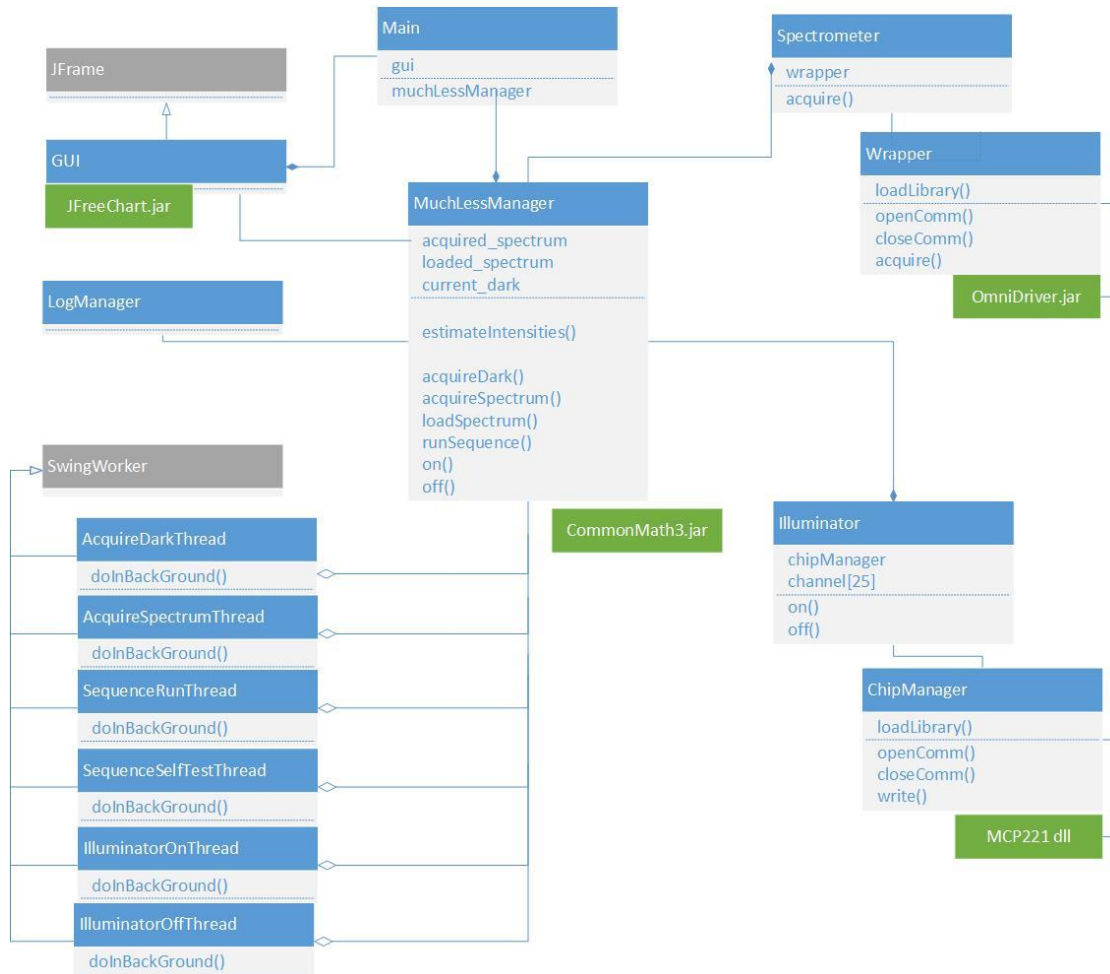 Main
gui
muchLessManager
JFrame
GUI
JFreeChart.jar
LogManager
MuchLessManager
acquired_spectrum
loaded_spectrum
current_dark
estimateIntensities()
acquireDark()
acquireSpectrum()
loadSpectrum()
runSequence()
on()
off()
CommonMath3.jar
Spectrometer
wrapper
acquire()
Wrapper
loadLibrary()
openComm()
closeComm()
acquire()
OmniDriver.jar
SwingWorker
AcquireDarkThread
doInBackGround()
AcquireSpectrumThread
doInBackGround()
SequenceRunThread
doInBackGround()
SequenceSelfTestThread
doInBackGround()
IlluminatorOnThread
doInBackGround()
IlluminatorOffThread
doInBackGround()
Illuminator
chipManager
channel[25]
on()
off()
ChipManager
loadLibrary()
openComm()
closeComm()
write()
MCP221 dll